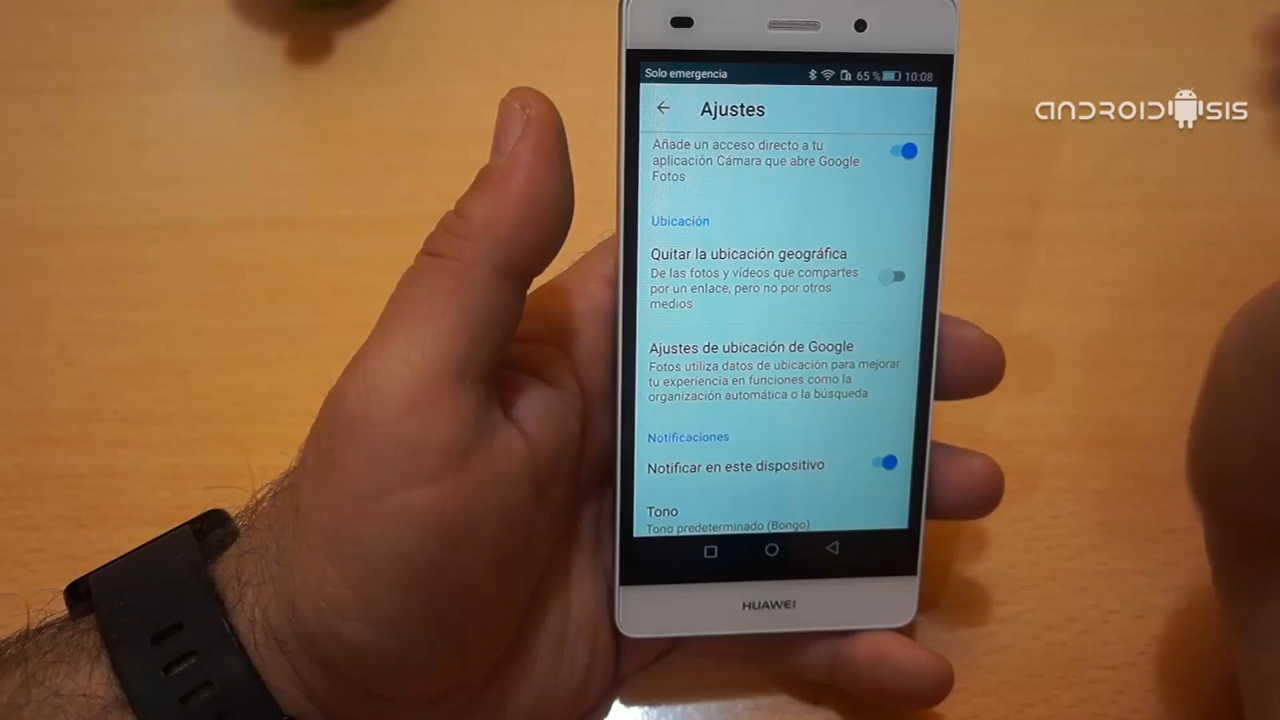 Solo emergencia 65 % 10:08
ANDROIDSIS
Ajustes
Añade un acceso directo a tu
aplicación Cámara que abre Google
Fotos
Ubicación
Quitar la ubicación geográfica
De las fotos y vídeos que compartes
por un enlace, pero no por otros
medios
Ajustes de ubicación de Google
Fotos utiliza datos de ubicación para mejorar
tu experiencia en funciones como la
organización automática o la búsqueda
Notificaciones
Notificar en este dispositivo
Tono
Tono predeterminado (Bongo)
HUAWEI